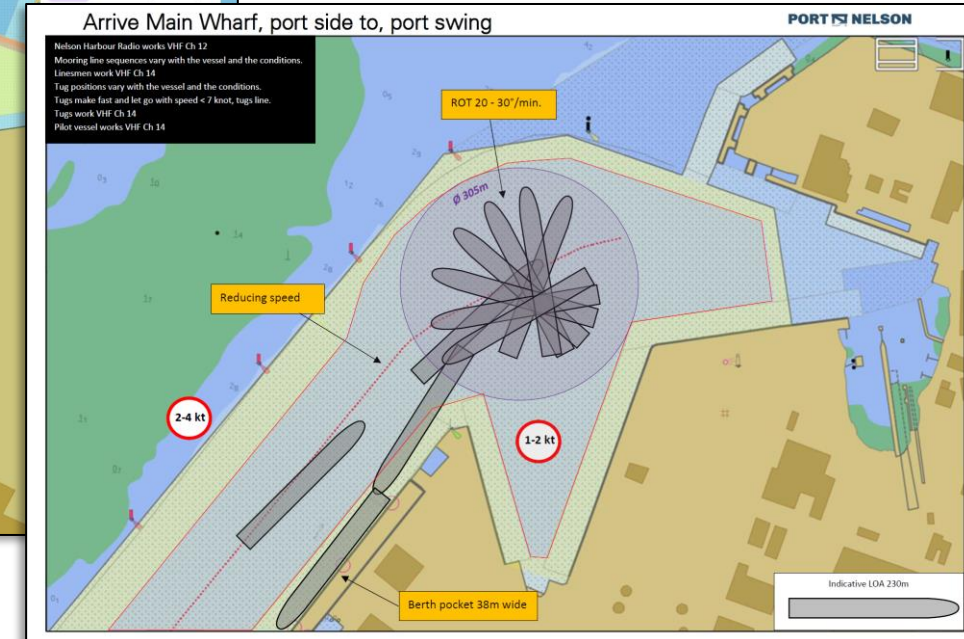 Arrive Main Wharf, port side to, port swing
PORT NELSON
Nelson Harbour Radio works VHF Ch 12
Mooring line sequences vary with the vessel and the conditions.
Linesmen work VHF Ch 14
Tug positions vary with the vessel and the conditions.
Tugs make fast and let go with speed < 7 knot, tugs line.
Tugs work VHF Ch 14
Pilot vessel works VHF Ch 14
ROT 20 - 30°/min.
Ø 305m
Reducing speed
2-4 kt
1-2 kt
Berth pocket 38m wide
Indicative LOA 230m